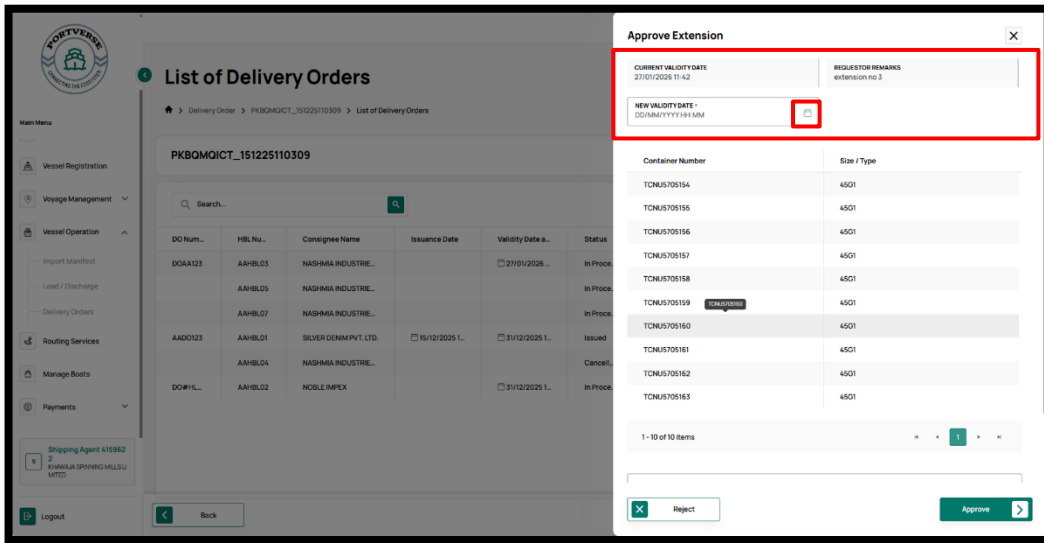 PORTVERSE
CONNECTING THE ECOSYSTEM
Main Menu
Vessel Registration
Voyage Management
Vessel Operation
Import Manifest
Load / Discharge
Delivery Orders
Routing Services
Manage Boats
Payments
Shipping Agent 415962
2
S
KHAWAJA SPINNING MILLS LI
MITED
Logout
List of Delivery Orders
> Delivery Order > PKBQMQICT_151225110309 > List of Delivery Orders
PKBQMQICT_151225110309
Search...
DO Num... HBL Nu... Consignee Name Issuance Date Validity Date a... Status
DOAA123 AAHBL03 NASHMIA INDUSTRIE... 27/01/2026 ... In Proce.
AAHBL05 NASHMIA INDUSTRIE... In Proce.
AAHBL07 NASHMIA INDUSTRIE... In Proce.
AADO123 AAHBL01 SILVER DENIM PVT. LTD. 15/12/2025 1... 31/12/2025 1... Issued
AAHBL04 NASHMIA INDUSTRIE... Cancell.
DO#HL... AAHBL02 NOBLE IMPEX 31/12/2025 1... In Proce.
Back
Approve Extension
CURRENT VALIDITY DATE
27/01/2026 11:42
REQUESTOR REMARKS
extension no 3
NEW VALIDITY DATE *
DD/MM/YYYY HH:MM
Container Number Size / Type
TCNU5705154 45G1
TCNU5705155 45G1
TCNU5705156 45G1
TCNU5705157 45G1
TCNU5705158 45G1
TCNU5705159 45G1
TCNU5705160
TCNU5705160 45G1
TCNU5705161 45G1
TCNU5705162 45G1
TCNU5705163 45G1
1 - 10 of 10 items
1
Reject
Approve